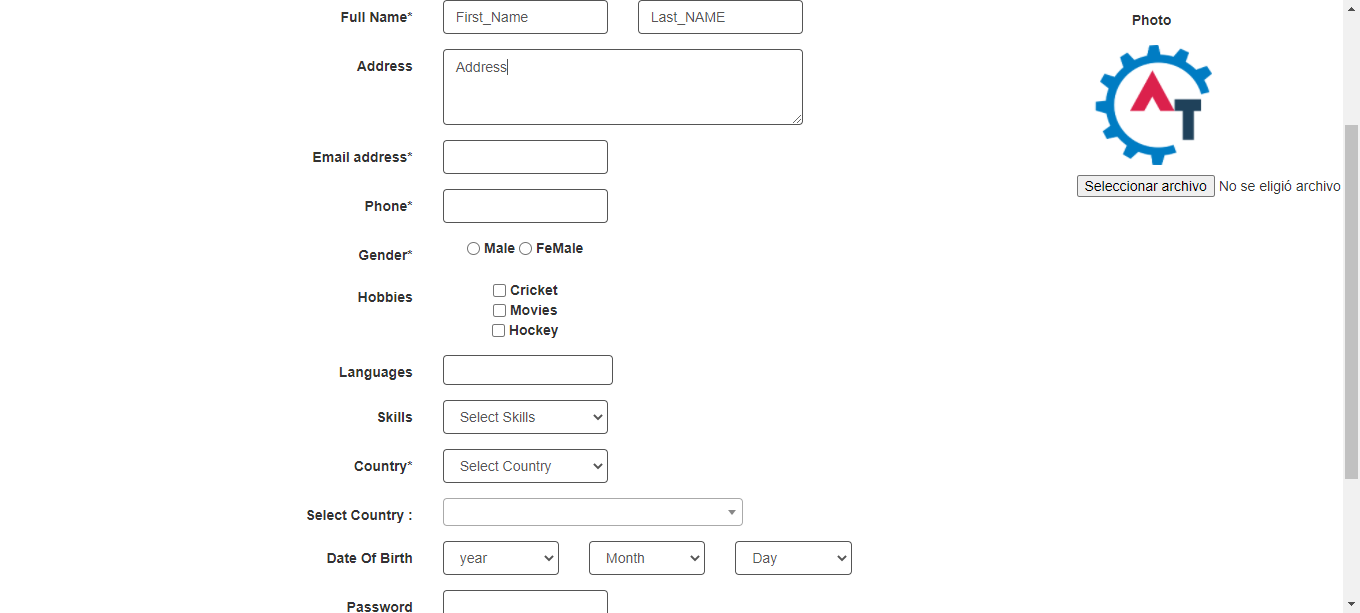 Full Name* First_Name Last_NAME
Photo
Address Address
AT
Email address*
Seleccionar archivo No se eligió archivo
Phone*
Gender* Male FeMale
Hobbies Cricket
Movies
Hockey
Languages
Skills Select Skills
Country* Select Country
Select Country :
Date Of Birth year Month Day
Password